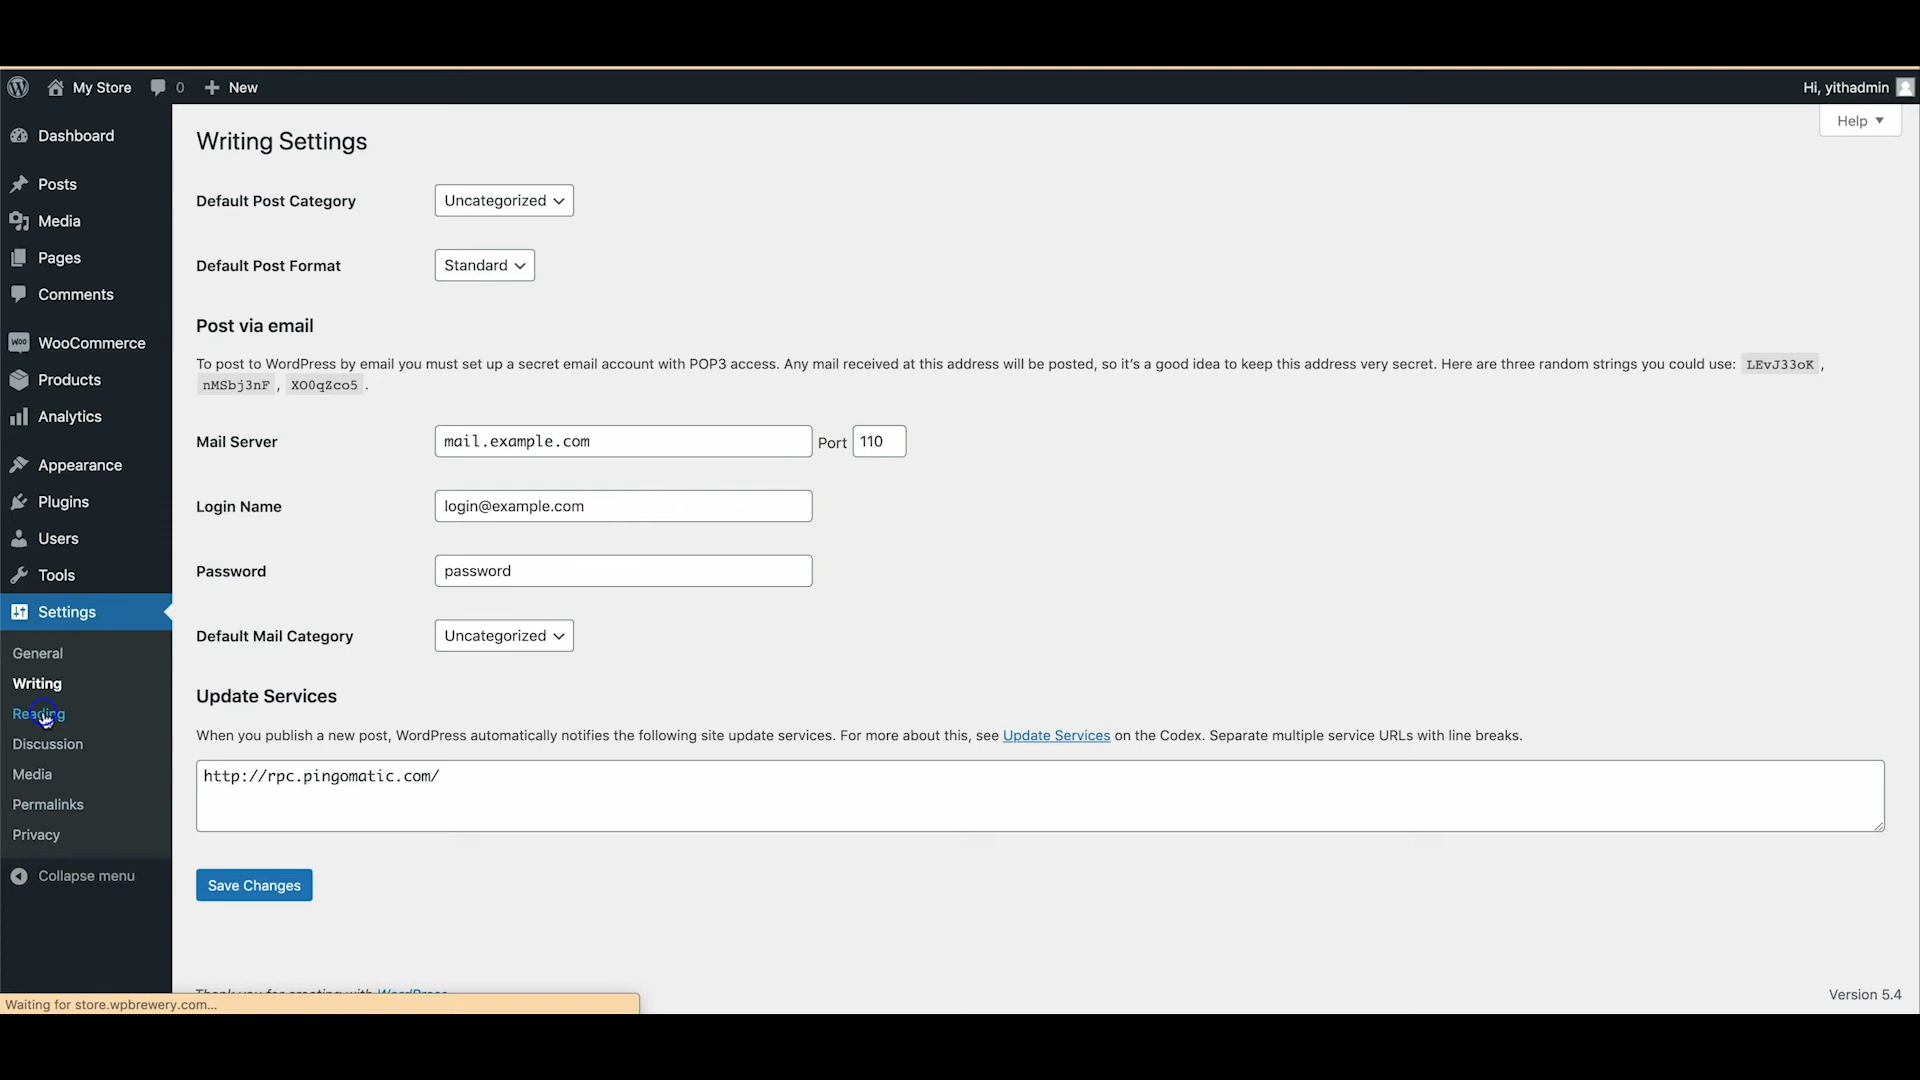 My Store
0
New
Hi, yithadmin
Help
Dashboard
Posts
Media
Pages
Comments
WooCommerce
Products
Analytics
Appearance
Plugins
Users
Tools
Settings
General
Writing
Reading
Discussion
Media
Permalinks
Privacy
Collapse menu
Writing Settings
Default Post Category
Uncategorized
Default Post Format
Standard
Post via email
To post to WordPress by email you must set up a secret email account with POP3 access. Any mail received at this address will be posted, so it's a good idea to keep this address very secret. Here are three random strings you could use: LEvJ33oK ,
nMSbj3nF , XO0qZco5 .
Mail Server
mail.example.com
Port
110
Login Name
login@example.com
Password
password
Default Mail Category
Uncategorized
Update Services
When you publish a new post, WordPress automatically notifies the following site update services. For more about this, see Update Services on the Codex. Separate multiple service URLs with line breaks.
http://rpc.pingomatic.com/
Save Changes
Thank you for creating with WordPress
Version 5.4
Waiting for store.wpbrewery.com...